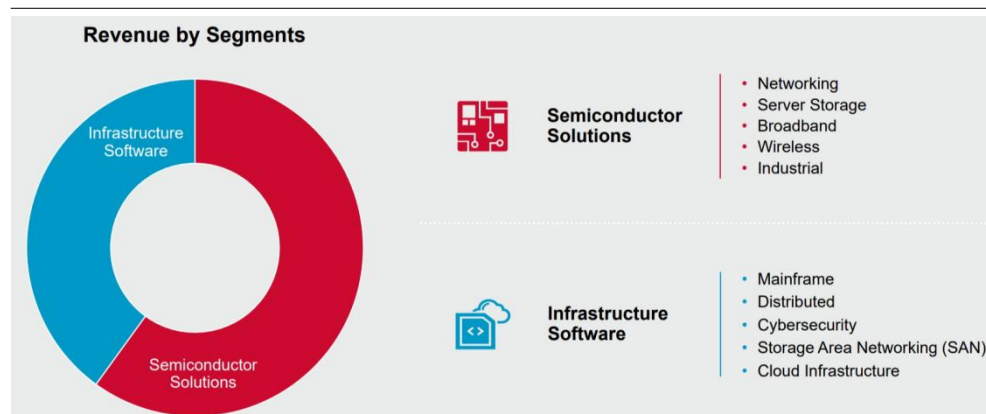 Revenue by Segments
Infrastructure
Software
Semiconductor
Solutions
Semiconductor
Solutions
• Networking
• Server Storage
• Broadband
• Wireless
• Industrial
Infrastructure
Software
• Mainframe
• Distributed
• Cybersecurity
• Storage Area Networking (SAN)
• Cloud Infrastructure